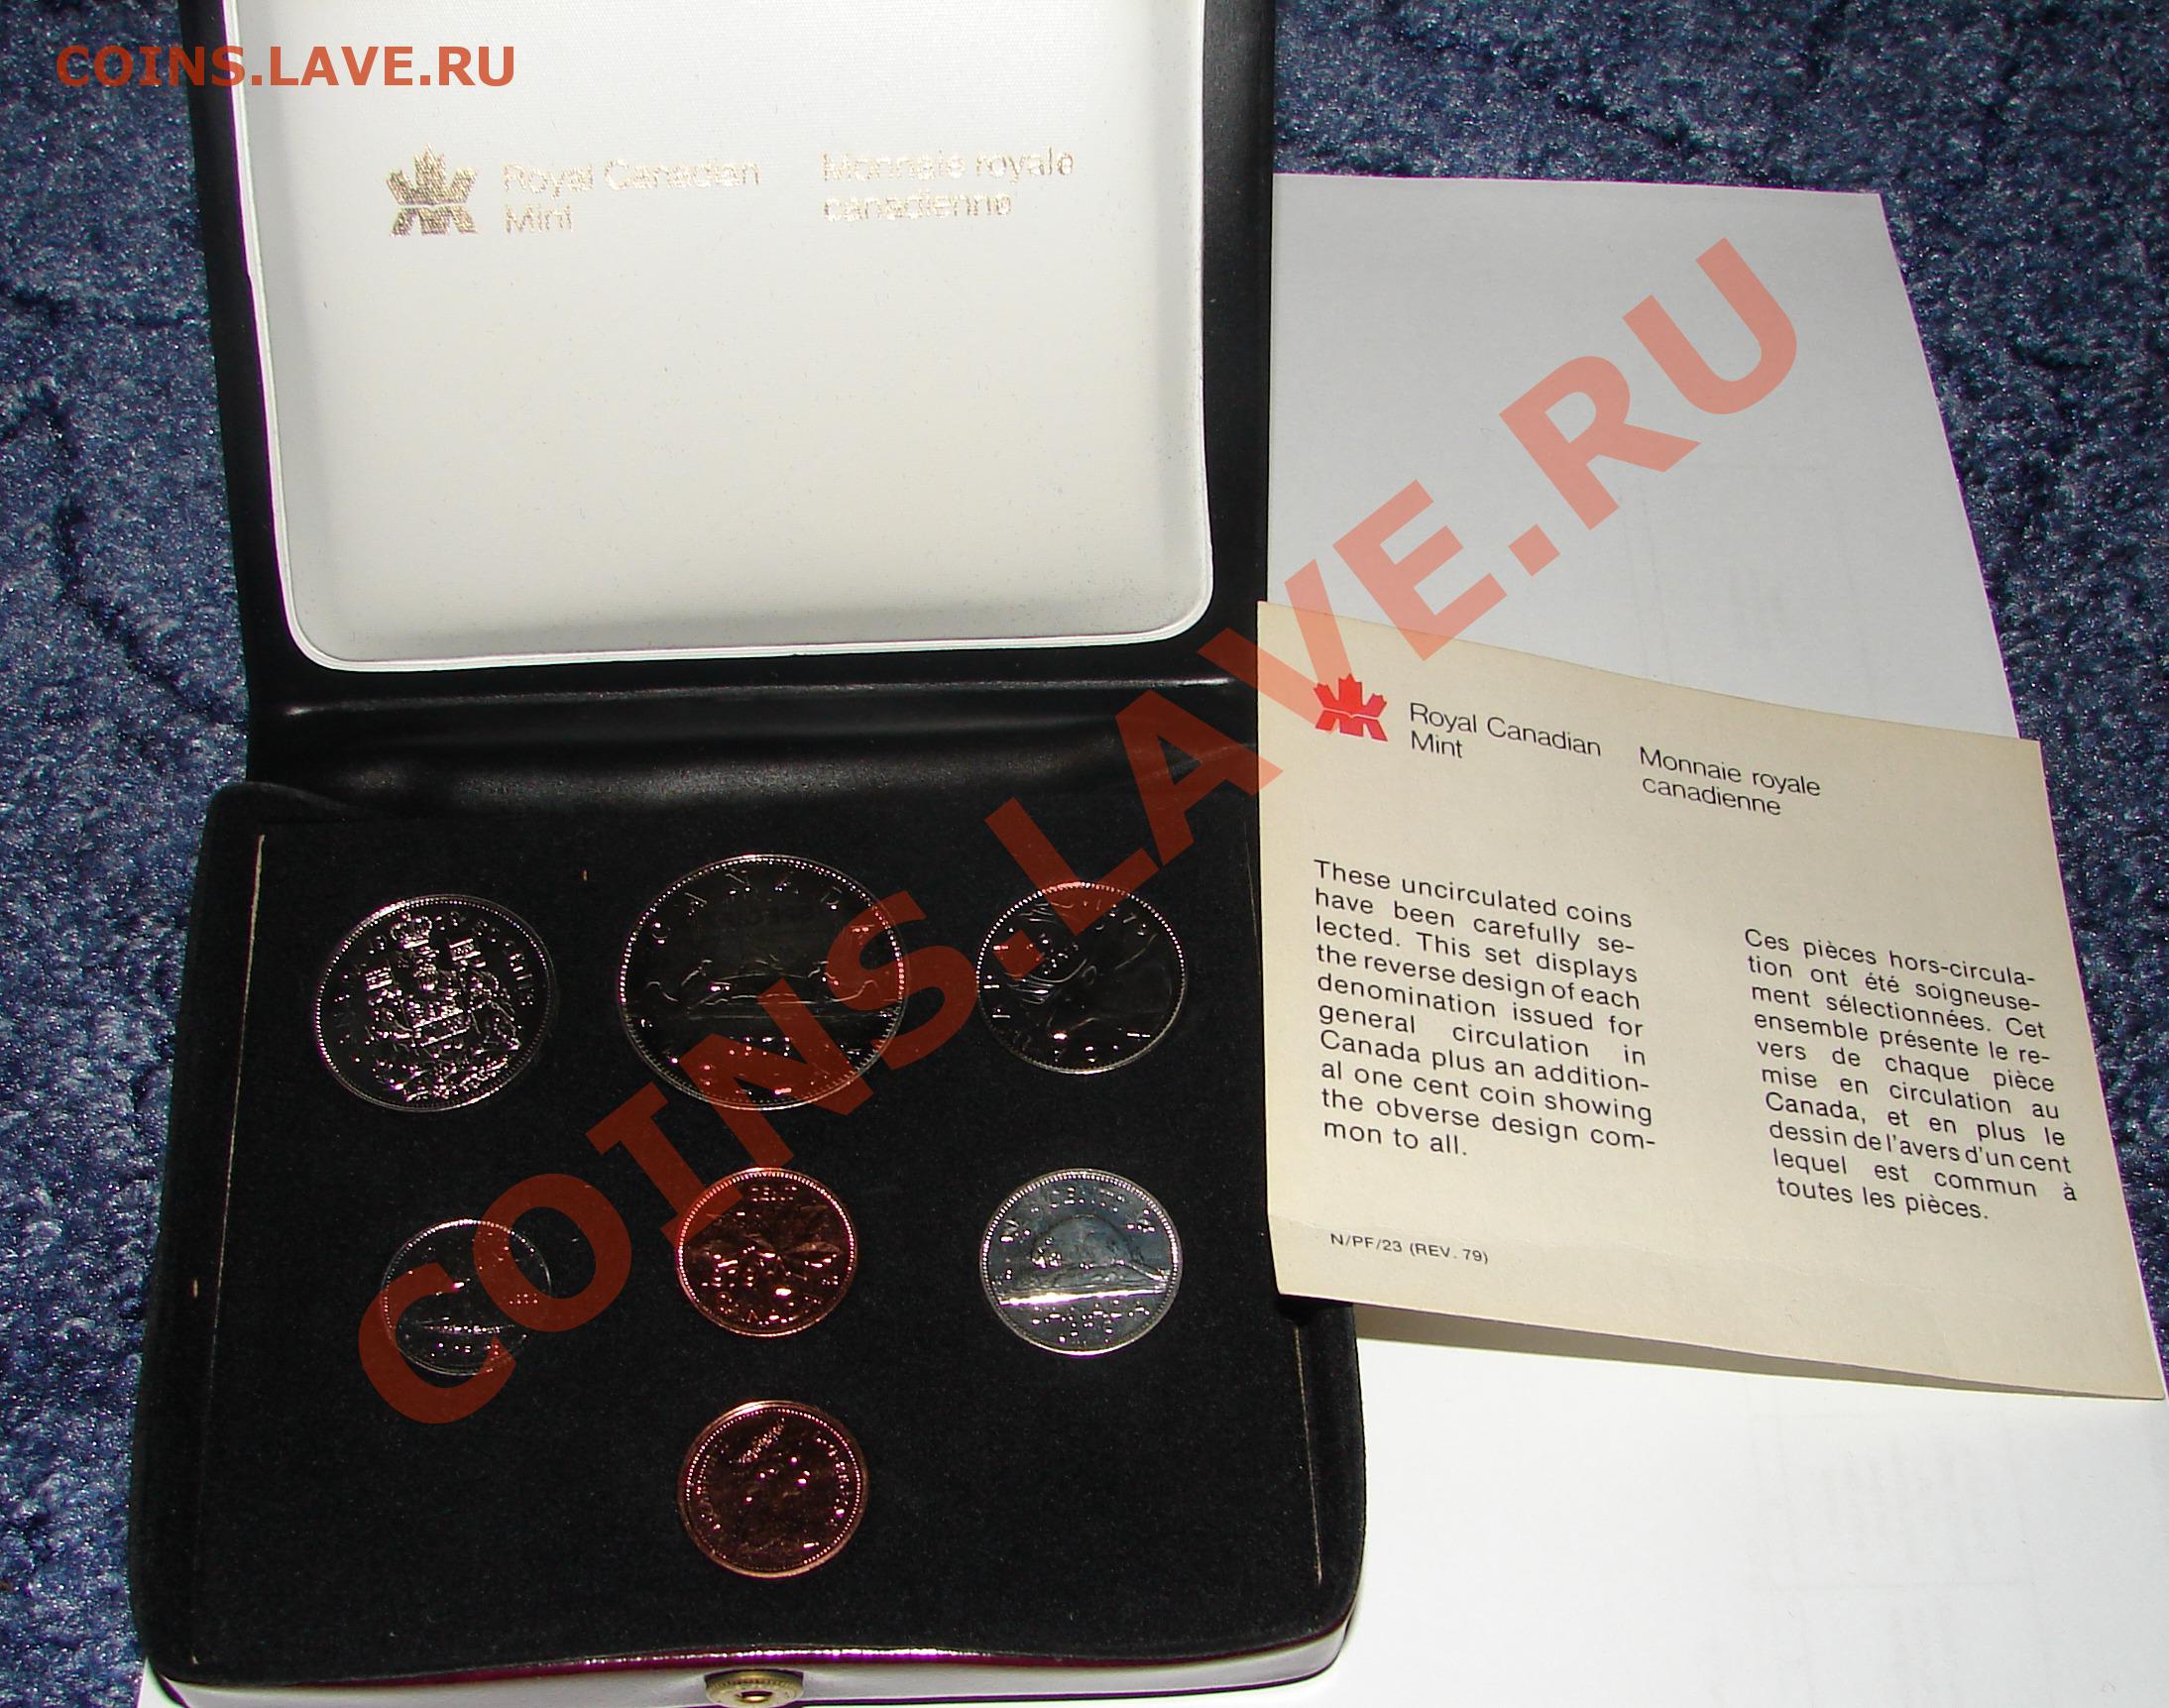 COINS.LAVE.RU
Royal Canadian
Mint
Monnaie royale
canadienne
COINS.LAVE.RU
Royal Canadian
Mint
Monnaie royale
canadienne
These uncirculated coins
have been carefully se-
lected. This set displays
the reverse design of each
denomination issued for
general circulation in
Canada plus an addition-
al one cent coin showing
the obverse design com-
mon to all.
Ces pièces hors-circula-
tion ont été soigneuse-
ment sélectionnées. Cet
ensemble présente le re-
vers de chaque pièce
mise en circulation au
Canada, et en plus le
dessin de l'avers d'un cent
lequel est commun à
toutes les pièces.
N/PF/23 (REV. 79)
CANADA
CENT
1979
CANADA